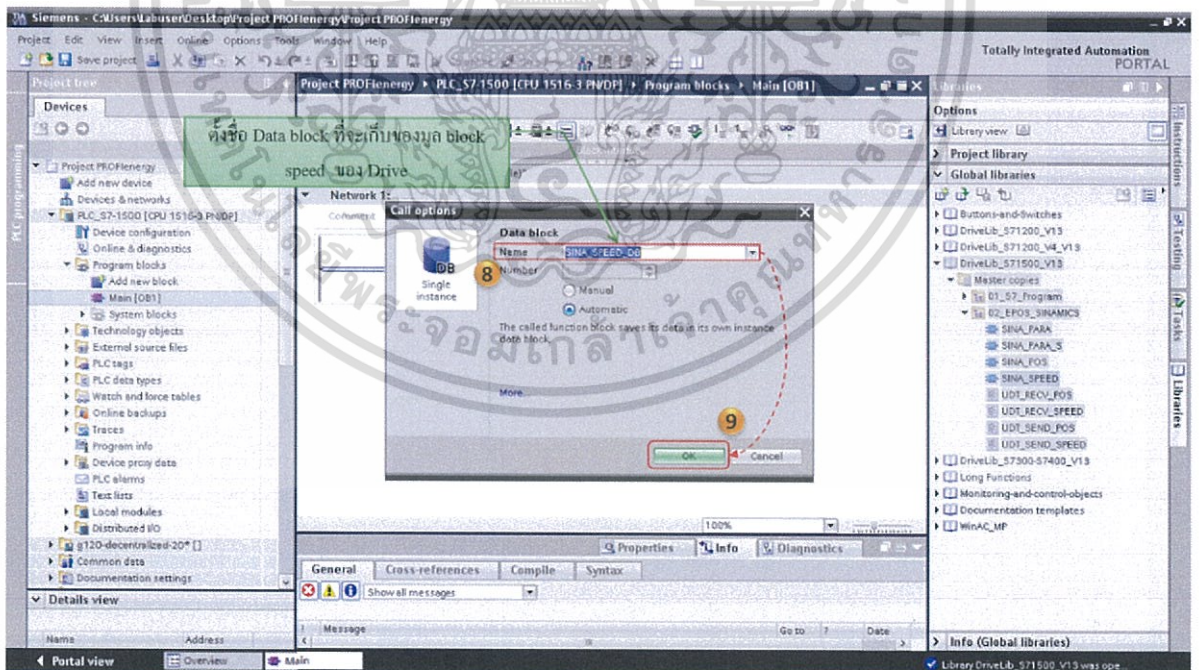 Siemens - C:\Users\labuser\Desktop\Project PROFIenergy\Project PROFIenergy
Project Edit View Insert Online Options Tools Window Help
Totally Integrated Automation
PORTAL
Save project
Project tree
Devices
PLC programming
Project PROFIenergy
Add new device
Devices & networks
PLC_S7-1500 [CPU 1516-3 PN/DP]
Device configuration
Online & diagnostics
Program blocks
Add new block
Main [OB1]
System blocks
Technology objects
External source files
PLC tags
PLC data types
Watch and force tables
Online backups
Traces
Program info
Device proxy data
PLC alarms
Text lists
Local modules
Distributed I/O
g120-decentralized-20* []
Common data
Documentation settings
Details view
Name Address
Project PROFIenergy PLC_S7-1500 [CPU 1516-3 PN/DP] Program blocks Main [OB1]
ตั้งชื่อ Data block ที่จะเก็บของมูล block
speed ของ Drive
Network 1:
Comment
Call options
DB
Single
instance
Data block
Name SINA_SPEED_DB
8
Number
Manual
Automatic
The called function block saves its data in its own instance
data block.
More...
9
OK Cancel
100%
Properties Info Diagnostics
General Cross-references Compile Syntax
Show all messages
! Message Go to ? Date
Libraries
Options
Library view
Project library
Global libraries
Buttons-and-Switches
DriveLib_S71200_V13
DriveLib_S71200_V4_V13
DriveLib_S71500_V13
Master copies
01_S7_Program
02_EPOS_SINAMICS
SINA_PARA
SINA_PARA_S
SINA_POS
SINA_SPEED
UDT_RECV_POS
UDT_RECV_SPEED
UDT_SEND_POS
UDT_SEND_SPEED
DriveLib_S7300-S7400_V13
Long Functions
Monitoring-and-control-objects
Documentation templates
WinAC_MP
Info (Global libraries)
Instructions
Testing
Tasks
Libraries
Portal view Overview Main
Library DriveLib_S71500_V13 was ope...